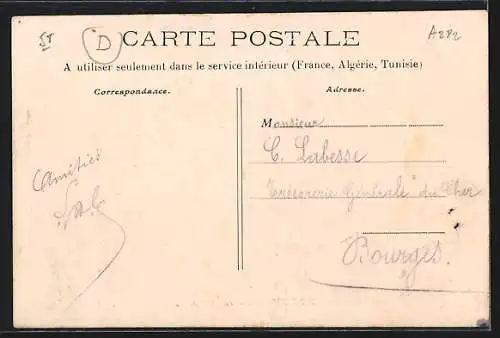 ST D CARTE POSTALE A282
A utiliser seulement dans le service intérieur (France, Algérie, Tunisie)
Correspondance.
Adresse.
Monsieur
C. Labesse
Trésorerie Générale du Cher
Bourges.
Amitiés